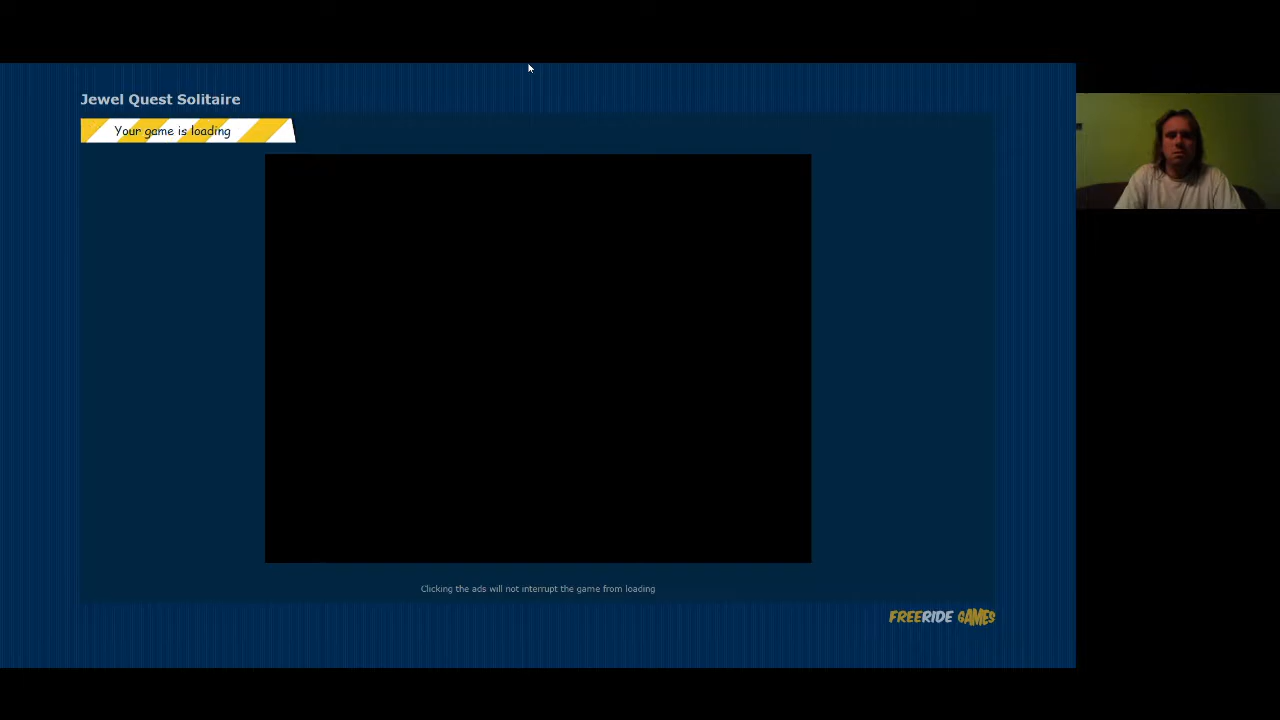 Jewel Quest Solitaire
Your game is loading
Clicking the ads will not interrupt the game from loading
FREERIDE GAMES